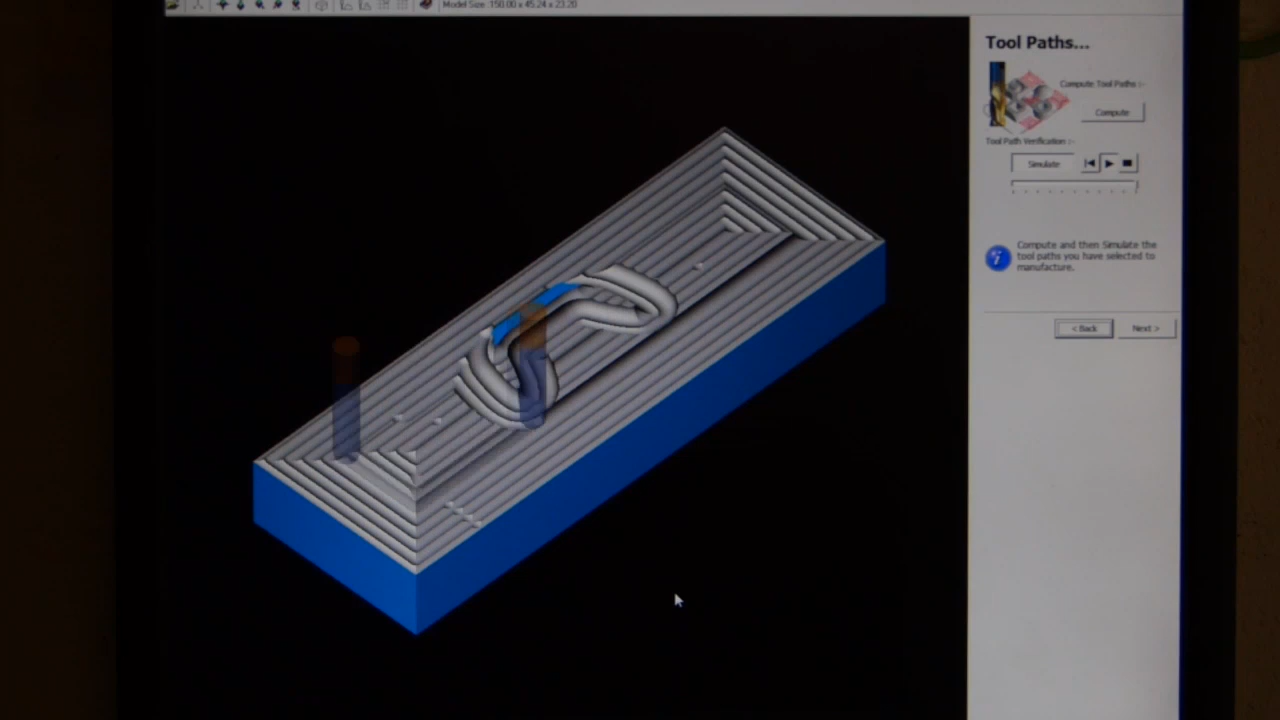 Model Size :150.00 x 45.24 x 23.20
Tool Paths...
Compute Tool Paths :-
Compute
Tool Path Verification :-
Simulate
Compute and then Simulate the
tool paths you have selected to
manufacture.
< Back
Next >